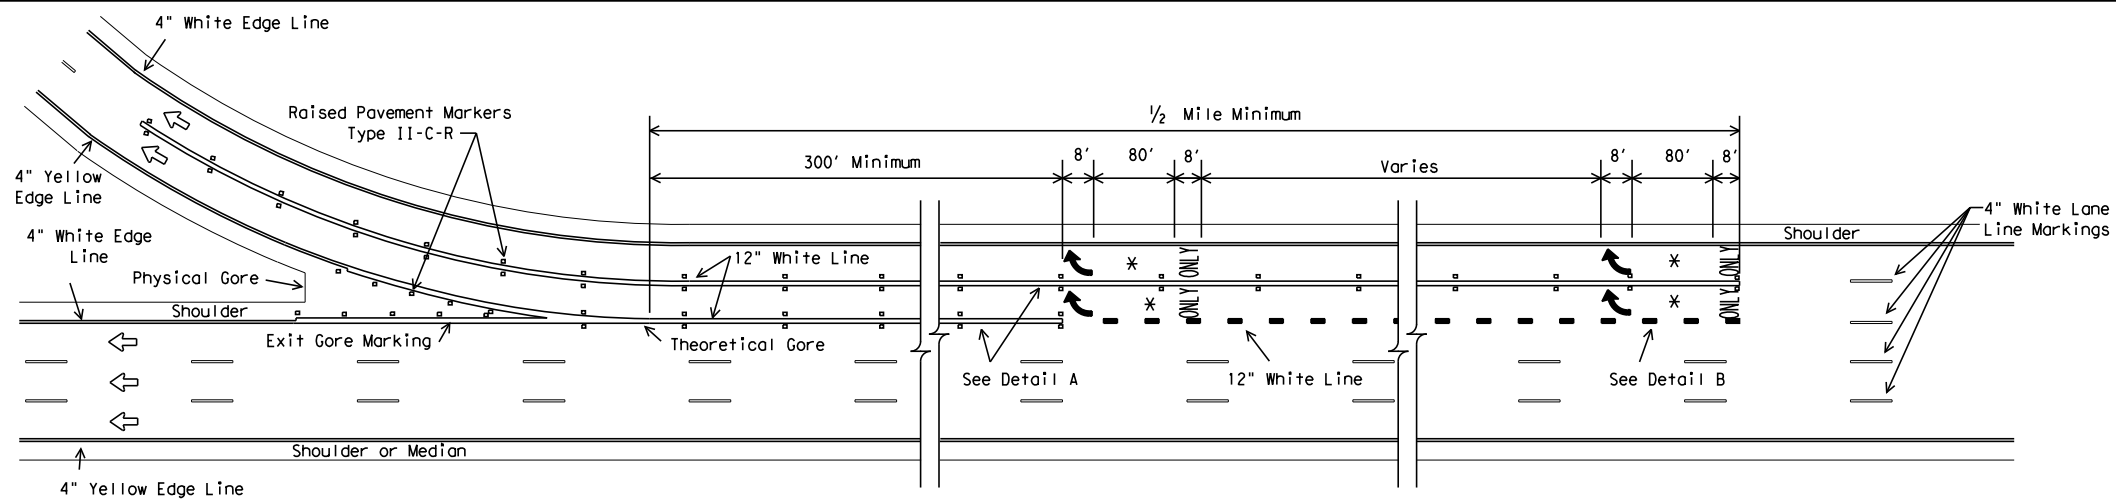 4" White Edge Line
Raised Pavement Markers
Type II-C-R
½ Mile Minimum
300' Minimum
8'
80'
8'
Varies
8'
80'
8'
4" Yellow
Edge Line
4" White Edge
Line
Physical Gore
Shoulder
Exit Gore Marking
12" White Line
Theoretical Gore
*
ONLY
*
ONLY
*
ONLY
*
ONLY
Shoulder
4" White Lane
Line Markings
See Detail A
12" White Line
See Detail B
Shoulder or Median
4" Yellow Edge Line